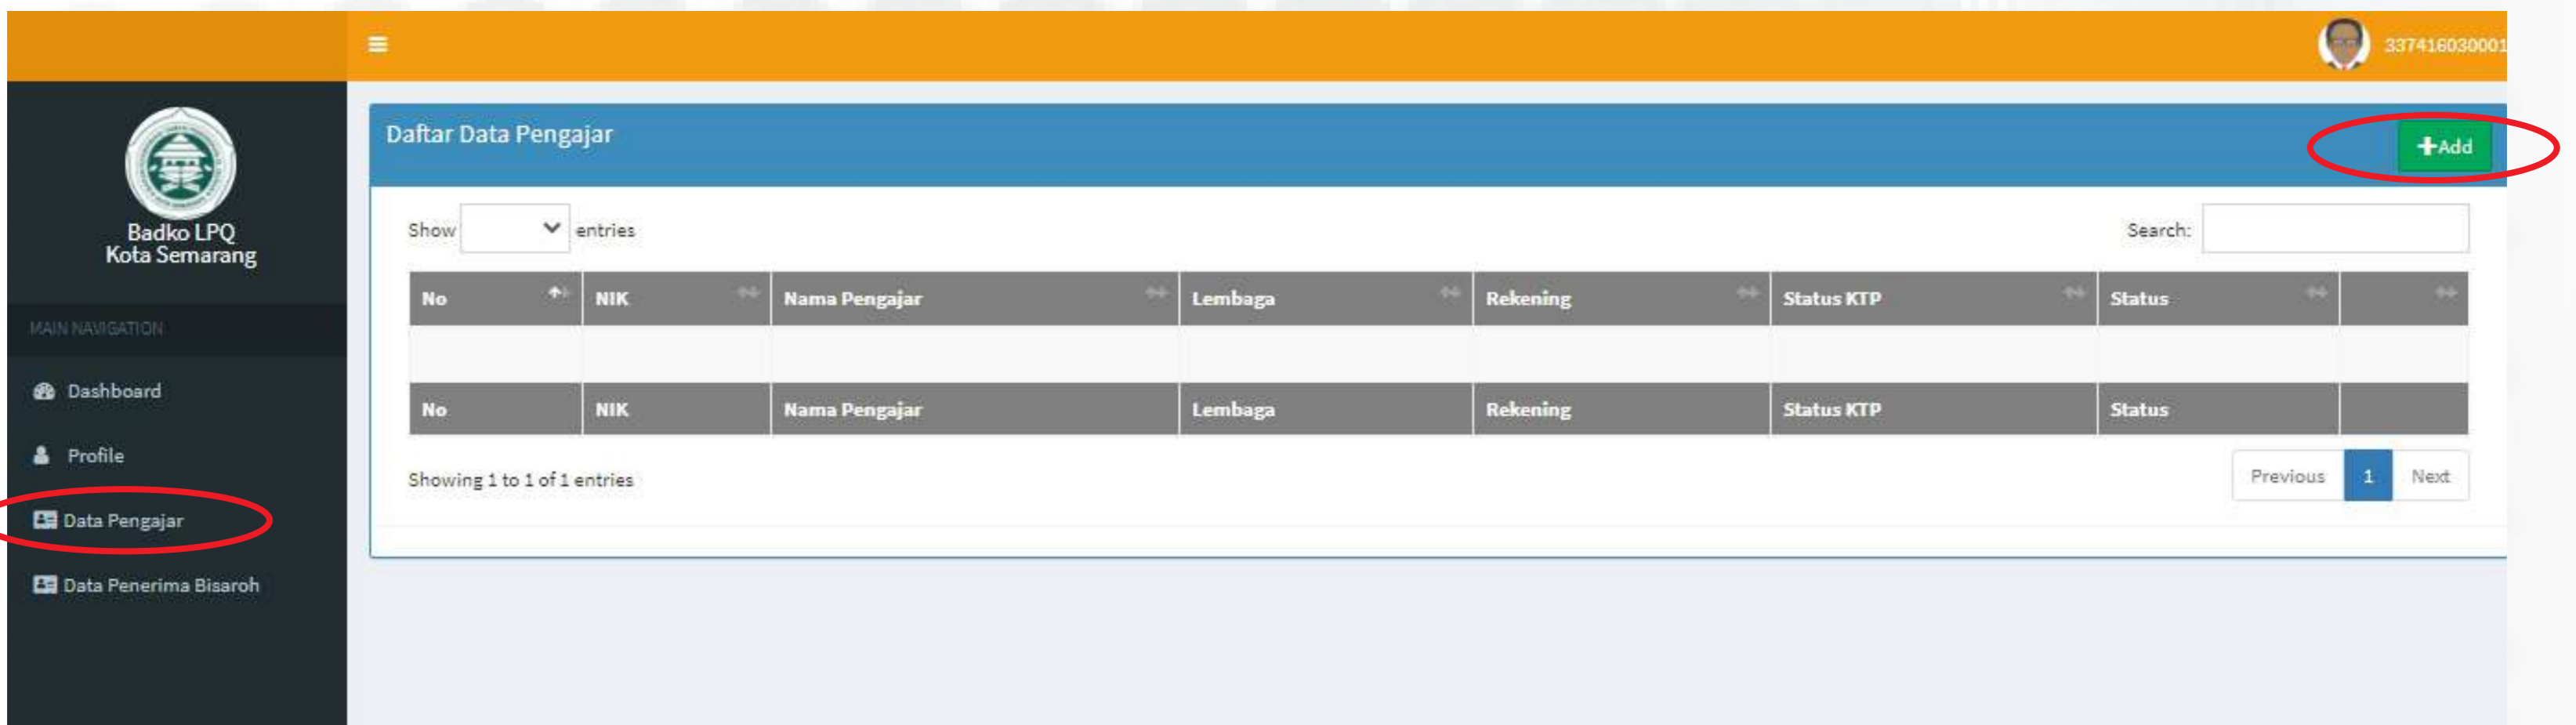 337416030001
Badko LPQ
Kota Semarang
MAIN NAVIGATION
Dashboard
Profile
Data Pengajar
Data Penerima Bisaroh
Daftar Data Pengajar
+Add
Show entries
Search:
No NIK Nama Pengajar Lembaga Rekening Status KTP Status
No NIK Nama Pengajar Lembaga Rekening Status KTP Status
Showing 1 to 1 of 1 entries
Previous 1 Next